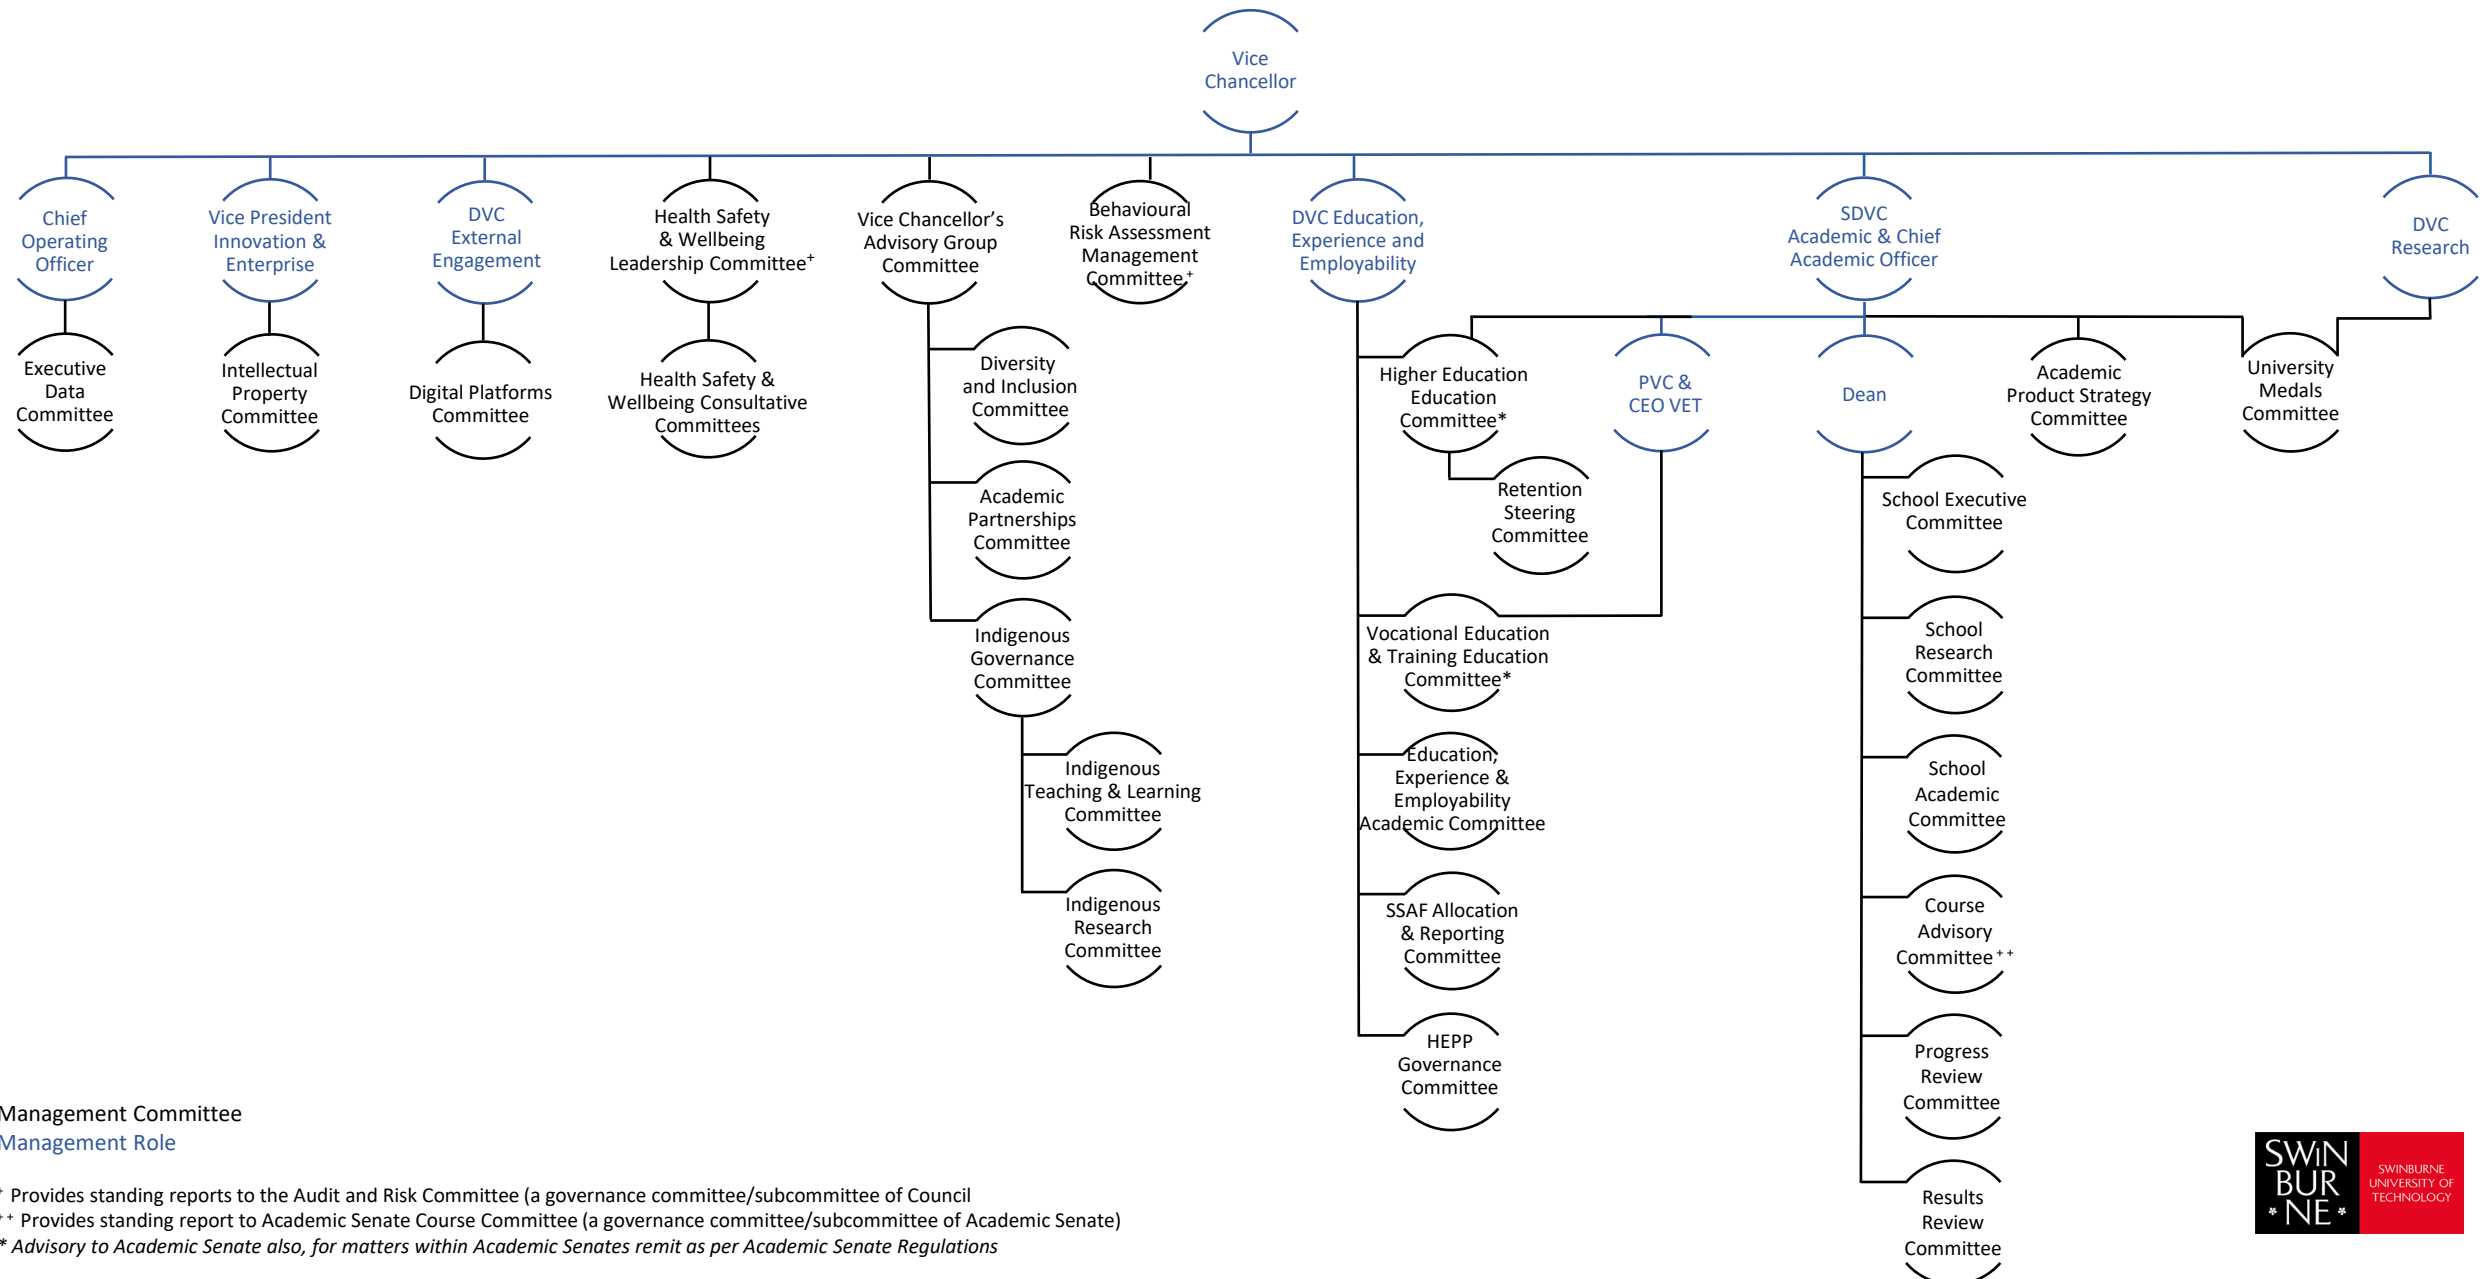 Vice
Chancellor
Chief
Operating
Officer
Vice President
Innovation &
Enterprise
DVC
External
Engagement
Health Safety
& Wellbeing
Leadership Committee+
Vice Chancellor’s
Advisory Group
Committee
Behavioural
Risk Assessment
Management
Committee+
DVC Education,
Experience and
Employability
SDVC
Academic & Chief
Academic Officer
DVC
Research
Executive
Data
Committee
Intellectual
Property
Committee
Digital Platforms
Committee
Health Safety &
Wellbeing Consultative
Committees
Diversity
and Inclusion
Committee
Academic
Partnerships
Committee
Indigenous
Governance
Committee
Indigenous
Teaching & Learning
Committee
Indigenous
Research
Committee
Higher Education
Education
Committee*
Retention
Steering
Committee
Vocational Education
& Training Education
Committee*
Education,
Experience &
Employability
Academic Committee
SSAF Allocation
& Reporting
Committee
HEPP
Governance
Committee
PVC &
CEO VET
Dean
School Executive
Committee
School
Research
Committee
School
Academic
Committee
Course
Advisory
Committee++
Progress
Review
Committee
Results
Review
Committee
Academic
Product Strategy
Committee
University
Medals
Committee
Management Committee
Management Role
+ Provides standing reports to the Audit and Risk Committee (a governance committee/subcommittee of Council
++ Provides standing report to Academic Senate Course Committee (a governance committee/subcommittee of Academic Senate)
* Advisory to Academic Senate also, for matters within Academic Senates remit as per Academic Senate Regulations
SWiN
BUR
* NE *
SWINBURNE
UNIVERSITY OF
TECHNOLOGY